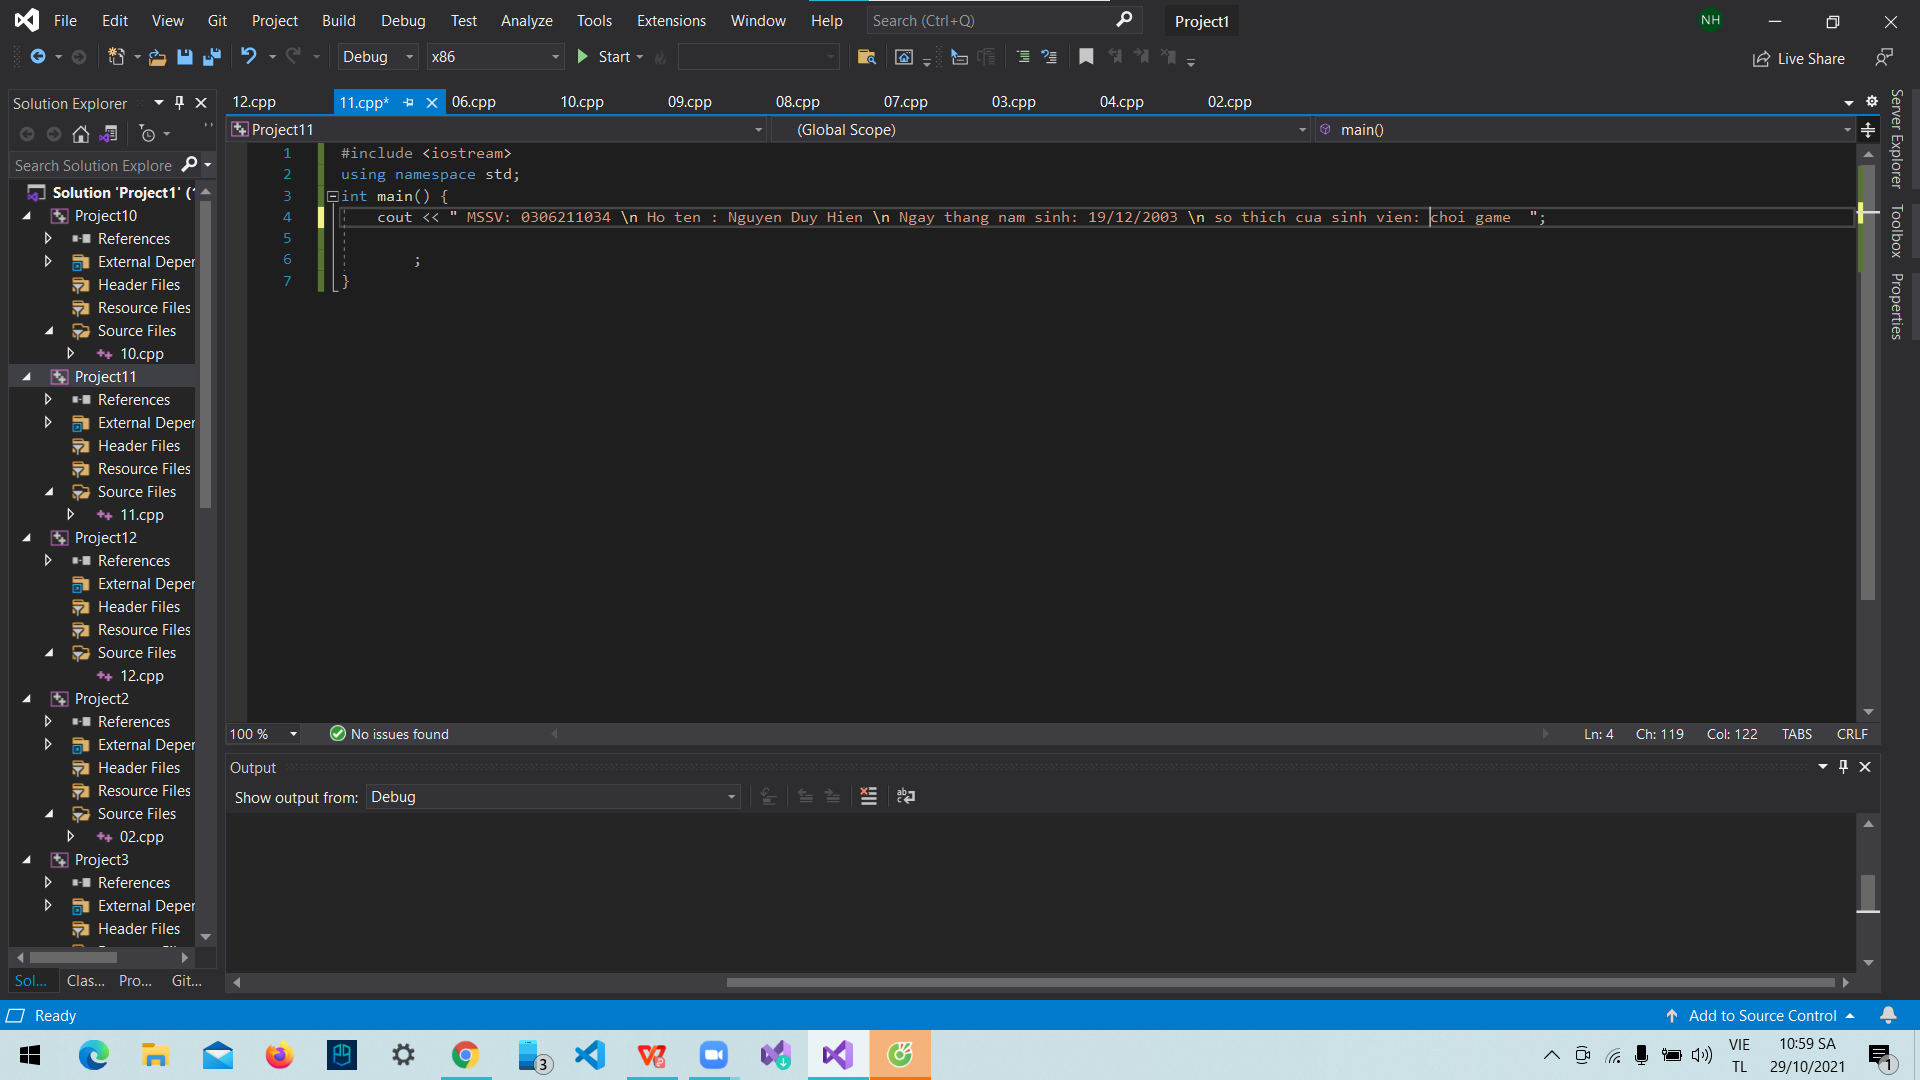 File Edit View Git Project Build Debug Test Analyze Tools Extensions Window Help Search (Ctrl+Q) Project1 NH
Debug x86 Start Live Share
Solution Explorer
12.cpp 11.cpp* 06.cpp 10.cpp 09.cpp 08.cpp 07.cpp 03.cpp 04.cpp 02.cpp
Project11 (Global Scope) main()
Search Solution Explore
Solution 'Project1' (
Project10
References
External Deper
Header Files
Resource Files
Source Files
10.cpp
Project11
References
External Deper
Header Files
Resource Files
Source Files
11.cpp
Project12
References
External Deper
Header Files
Resource Files
Source Files
12.cpp
Project2
References
External Deper
Header Files
Resource Files
Source Files
02.cpp
Project3
References
External Deper
Header Files
Sol... Clas... Pro... Git...
1 #include <iostream>
2 using namespace std;
3 int main() {
4 cout << " MSSV: 0306211034 \n Ho ten : Nguyen Duy Hien \n Ngay thang nam sinh: 19/12/2003 \n so thich cua sinh vien: choi game  ";
5
6 ;
7 }
100 % No issues found Ln: 4 Ch: 119 Col: 122 TABS CRLF
Output
Show output from: Debug
Server Explorer
Toolbox
Properties
Ready Add to Source Control
3
VIE
TL
10:59 SA
29/10/2021
1